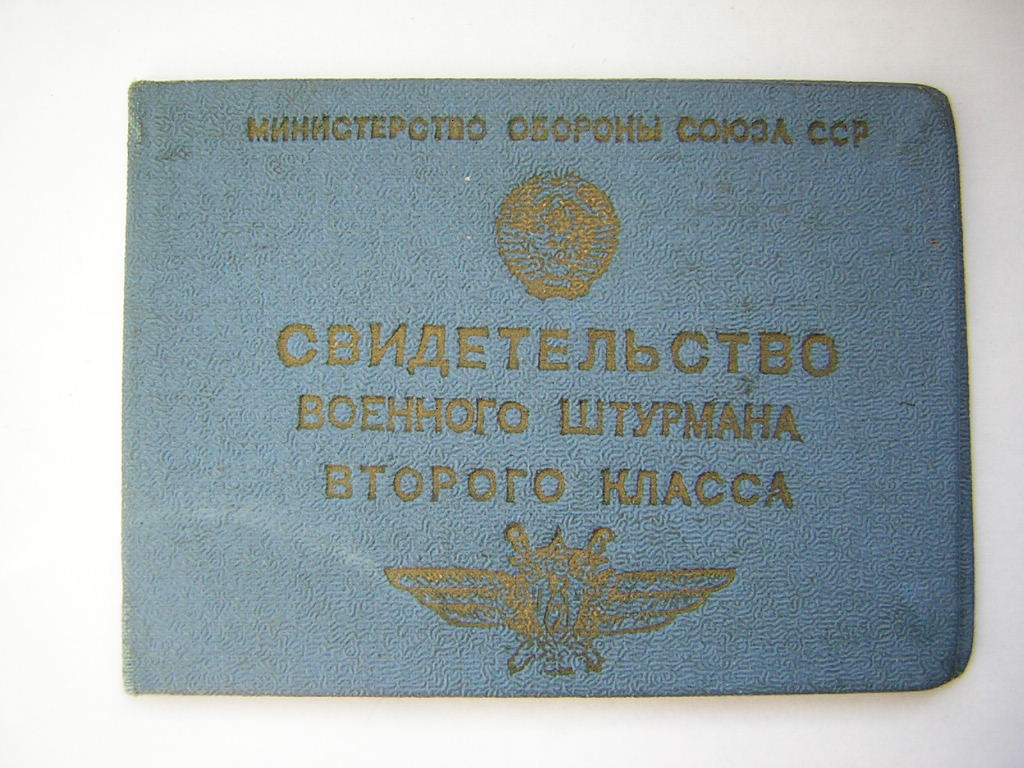 МИНИСТЕРСТВО ОБОРОНЫ СОЮЗА ССР
СВИДЕТЕЛЬСТВО
ВОЕННОГО ШТУРМАНА
ВТОРОГО КЛАССА